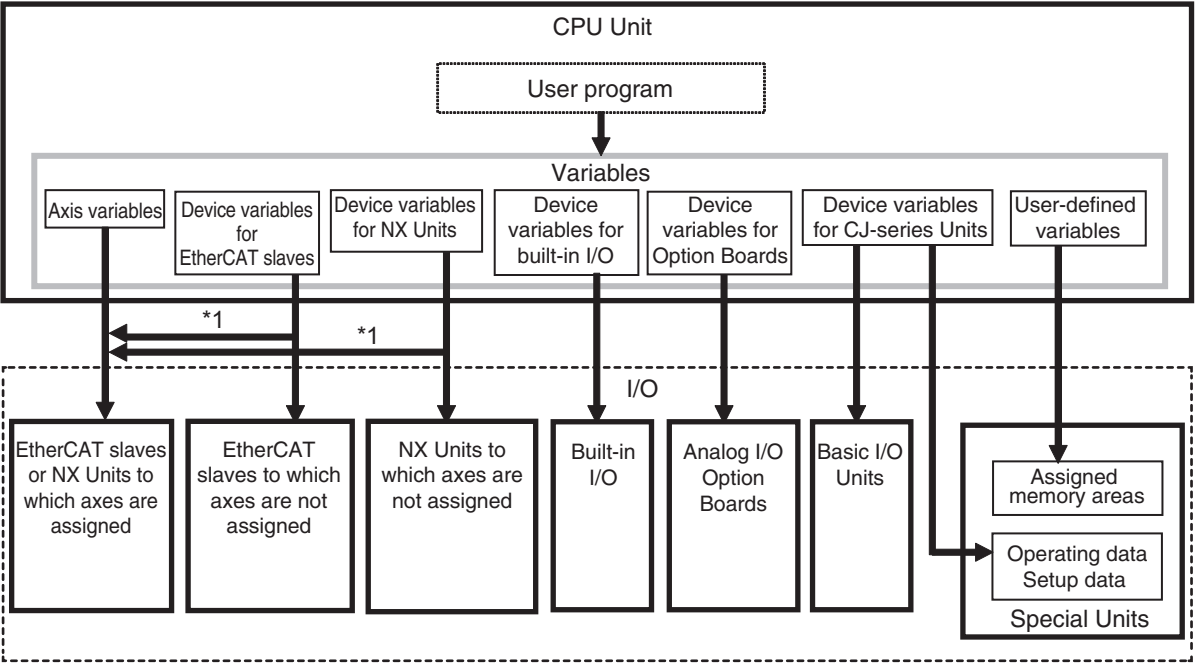 CPU Unit
User program
Variables
Axis variables
Device variables
for
EtherCAT slaves
Device variables
for NX Units
Device
variables for
built-in I/O
Device
variables for
Option Boards
Device variables
for CJ-series Units
User-defined
variables
*1
*1
I/O
EtherCAT slaves
or NX Units to
which axes are
assigned
EtherCAT
slaves to which
axes are not
assigned
NX Units to
which axes are
not assigned
Built-in
I/O
Analog I/O
Option
Boards
Basic I/O
Units
Assigned
memory areas
Operating data
Setup data
Special Units